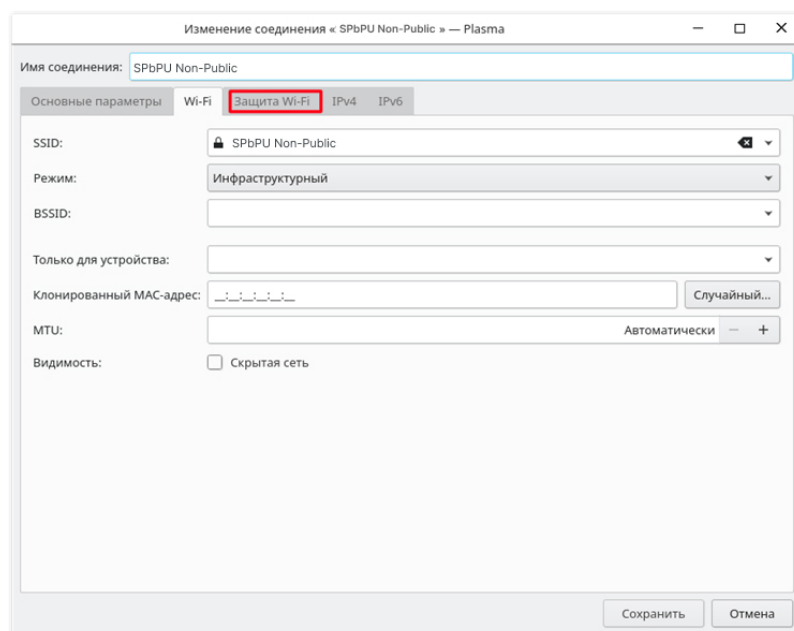 Изменение соединения « SPbPU Non-Public » — Plasma
Имя соединения: SPbPU Non-Public
Основные параметры Wi-Fi Защита Wi-Fi IPv4 IPv6
SSID: SPbPU Non-Public
Режим: Инфраструктурный
BSSID:
Только для устройства:
Клонированный MAC-адрес: __:__:__:__:__:__ Случайный...
MTU: Автоматически − +
Видимость: Скрытая сеть
Сохранить Отмена